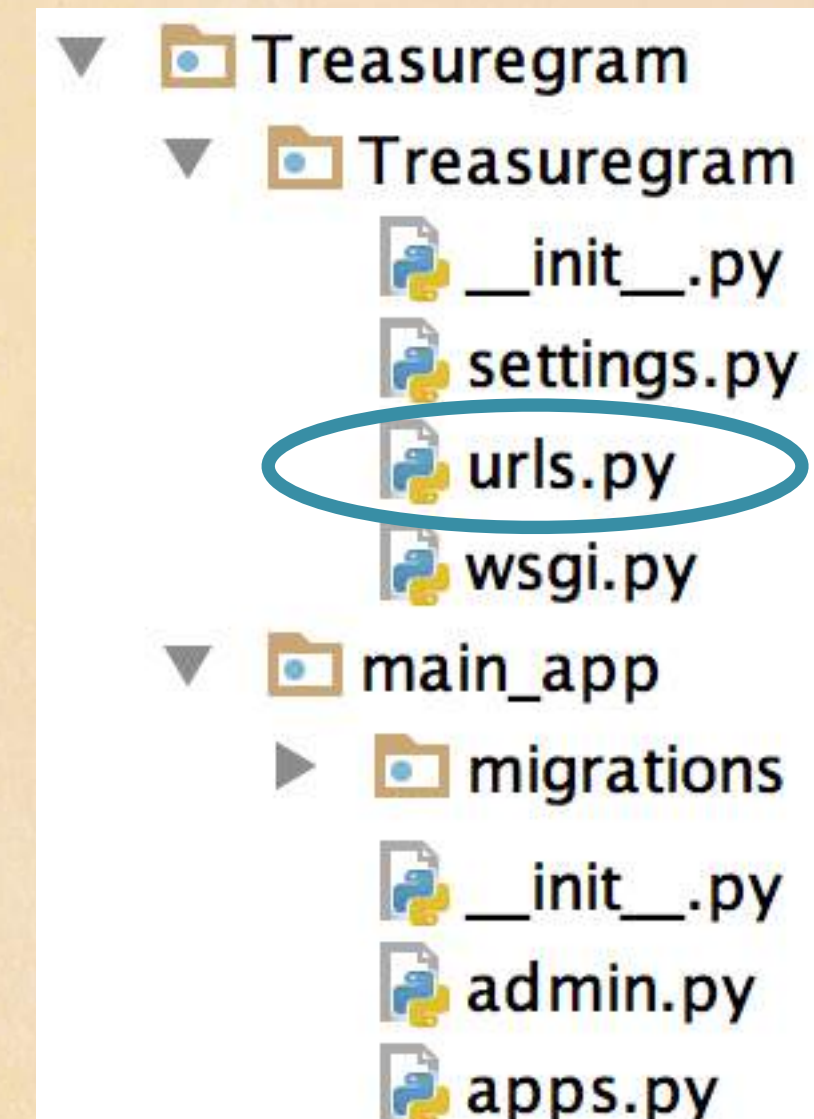 Treasuregram
Treasuregram
__init__.py
settings.py
urls.py
wsgi.py
main_app
migrations
__init__.py
admin.py
apps.py